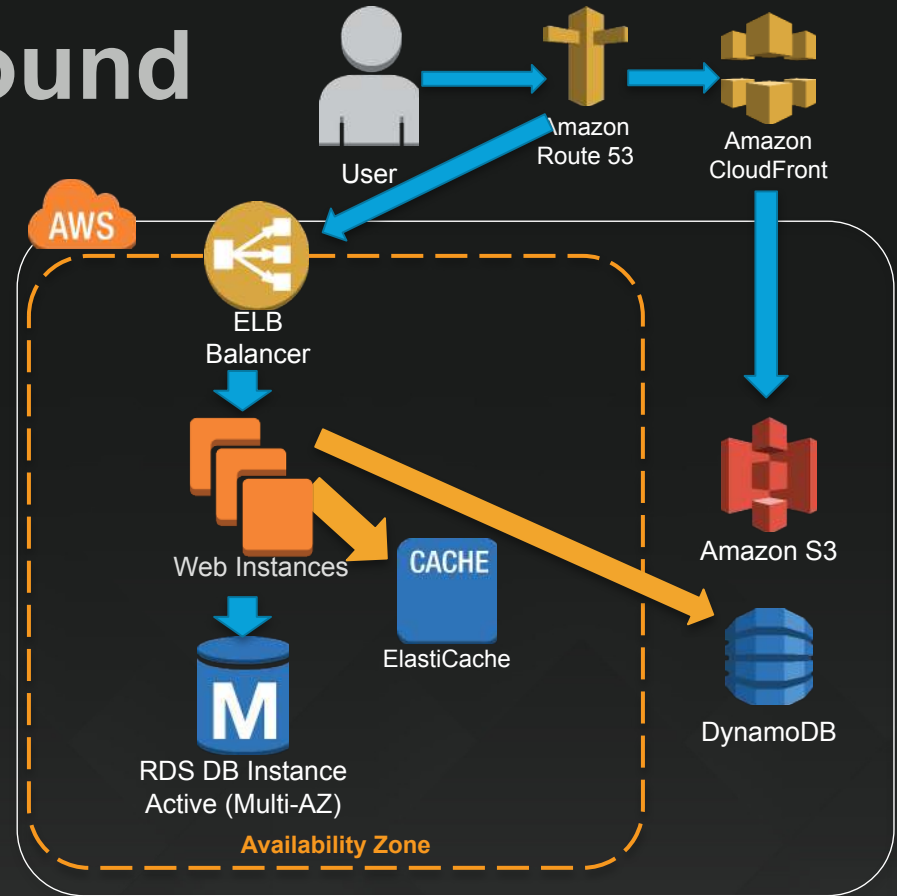 ound
User
Amazon
Route 53
Amazon
CloudFront
AWS
ELB
Balancer
Web Instances
CACHE
ElastiCache
Amazon S3
DynamoDB
M
RDS DB Instance
Active (Multi-AZ)
Availability Zone